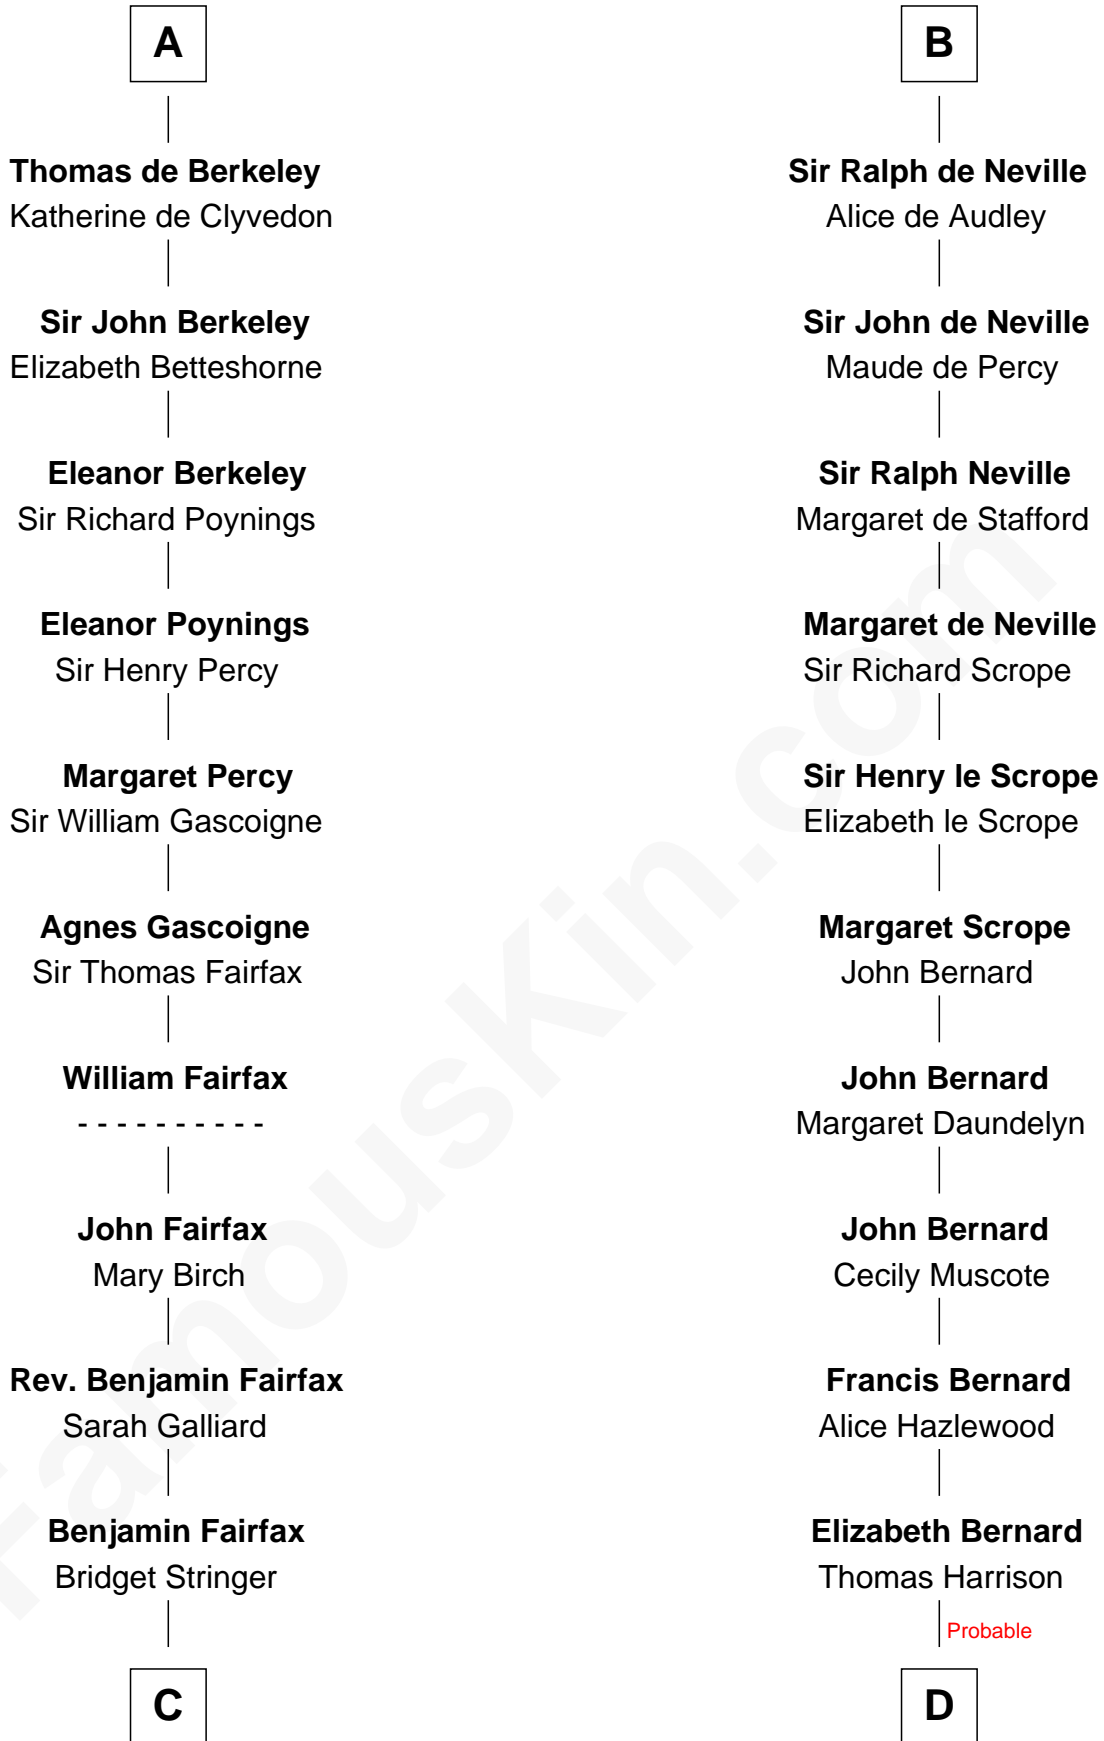 A
Thomas de Berkeley
Katherine de Clyvedon
Sir John Berkeley
Elizabeth Betteshorne
Eleanor Berkeley
Sir Richard Poynings
Eleanor Poynings
Sir Henry Percy
Margaret Percy
Sir William Gascoigne
Agnes Gascoigne
Sir Thomas Fairfax
William Fairfax
- - - - - - - - - -
John Fairfax
Mary Birch
Rev. Benjamin Fairfax
Sarah Galliard
Benjamin Fairfax
Bridget Stringer
C
B
Sir Ralph de Neville
Alice de Audley
Sir John de Neville
Maude de Percy
Sir Ralph Neville
Margaret de Stafford
Margaret de Neville
Sir Richard Scrope
Sir Henry le Scrope
Elizabeth le Scrope
Margaret Scrope
John Bernard
John Bernard
Margaret Daundelyn
John Bernard
Cecily Muscote
Francis Bernard
Alice Hazlewood
Elizabeth Bernard
Thomas Harrison
Probable
D
FamousKin.com